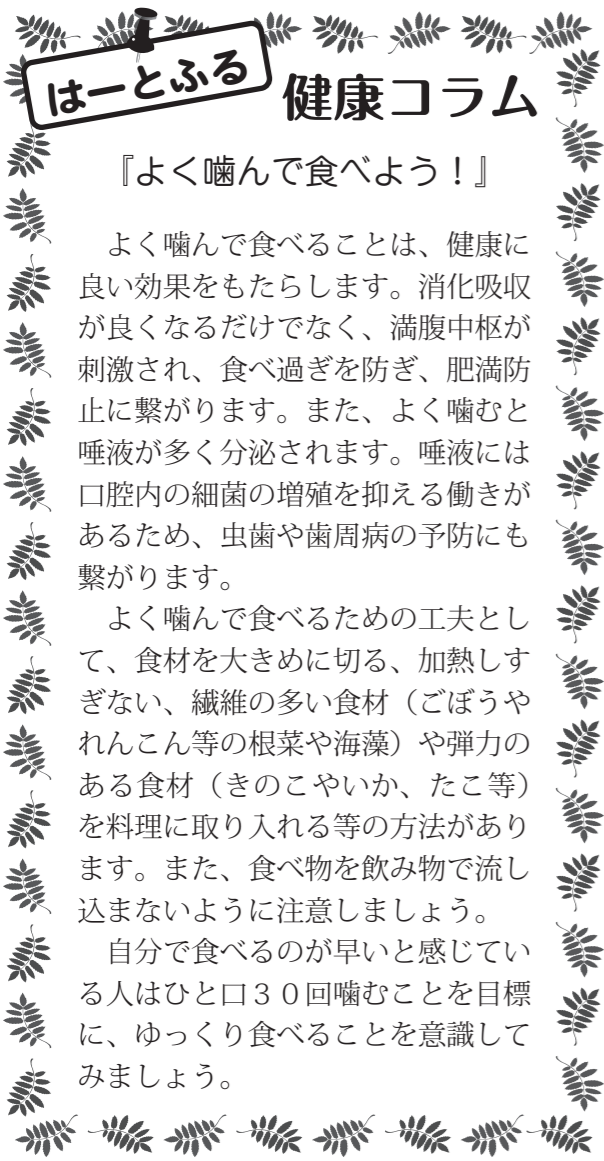 はーとふる
健康コラム
『よく噛んで食べよう！』
　よく噛んで食べることは、健康に
良い効果をもたらします。消化吸収
が良くなるだけでなく、満腹中枢が
刺激され、食べ過ぎを防ぎ、肥満防
止に繋がります。また、よく噛むと
唾液が多く分泌されます。唾液には
口腔内の細菌の増殖を抑える働きが
あるため、虫歯や歯周病の予防にも
繋がります。
　よく噛んで食べるための工夫とし
て、食材を大きめに切る、加熱しす
ぎない、繊維の多い食材（ごぼうや
れんこん等の根菜や海藻）や弾力の
ある食材（きのこやいか、たこ等）
を料理に取り入れる等の方法があり
ます。また、食べ物を飲み物で流し
込まないように注意しましょう。
　自分で食べるのが早いと感じてい
る人はひと口３０回噛むことを目標
に、ゆっくり食べることを意識して
みましょう。